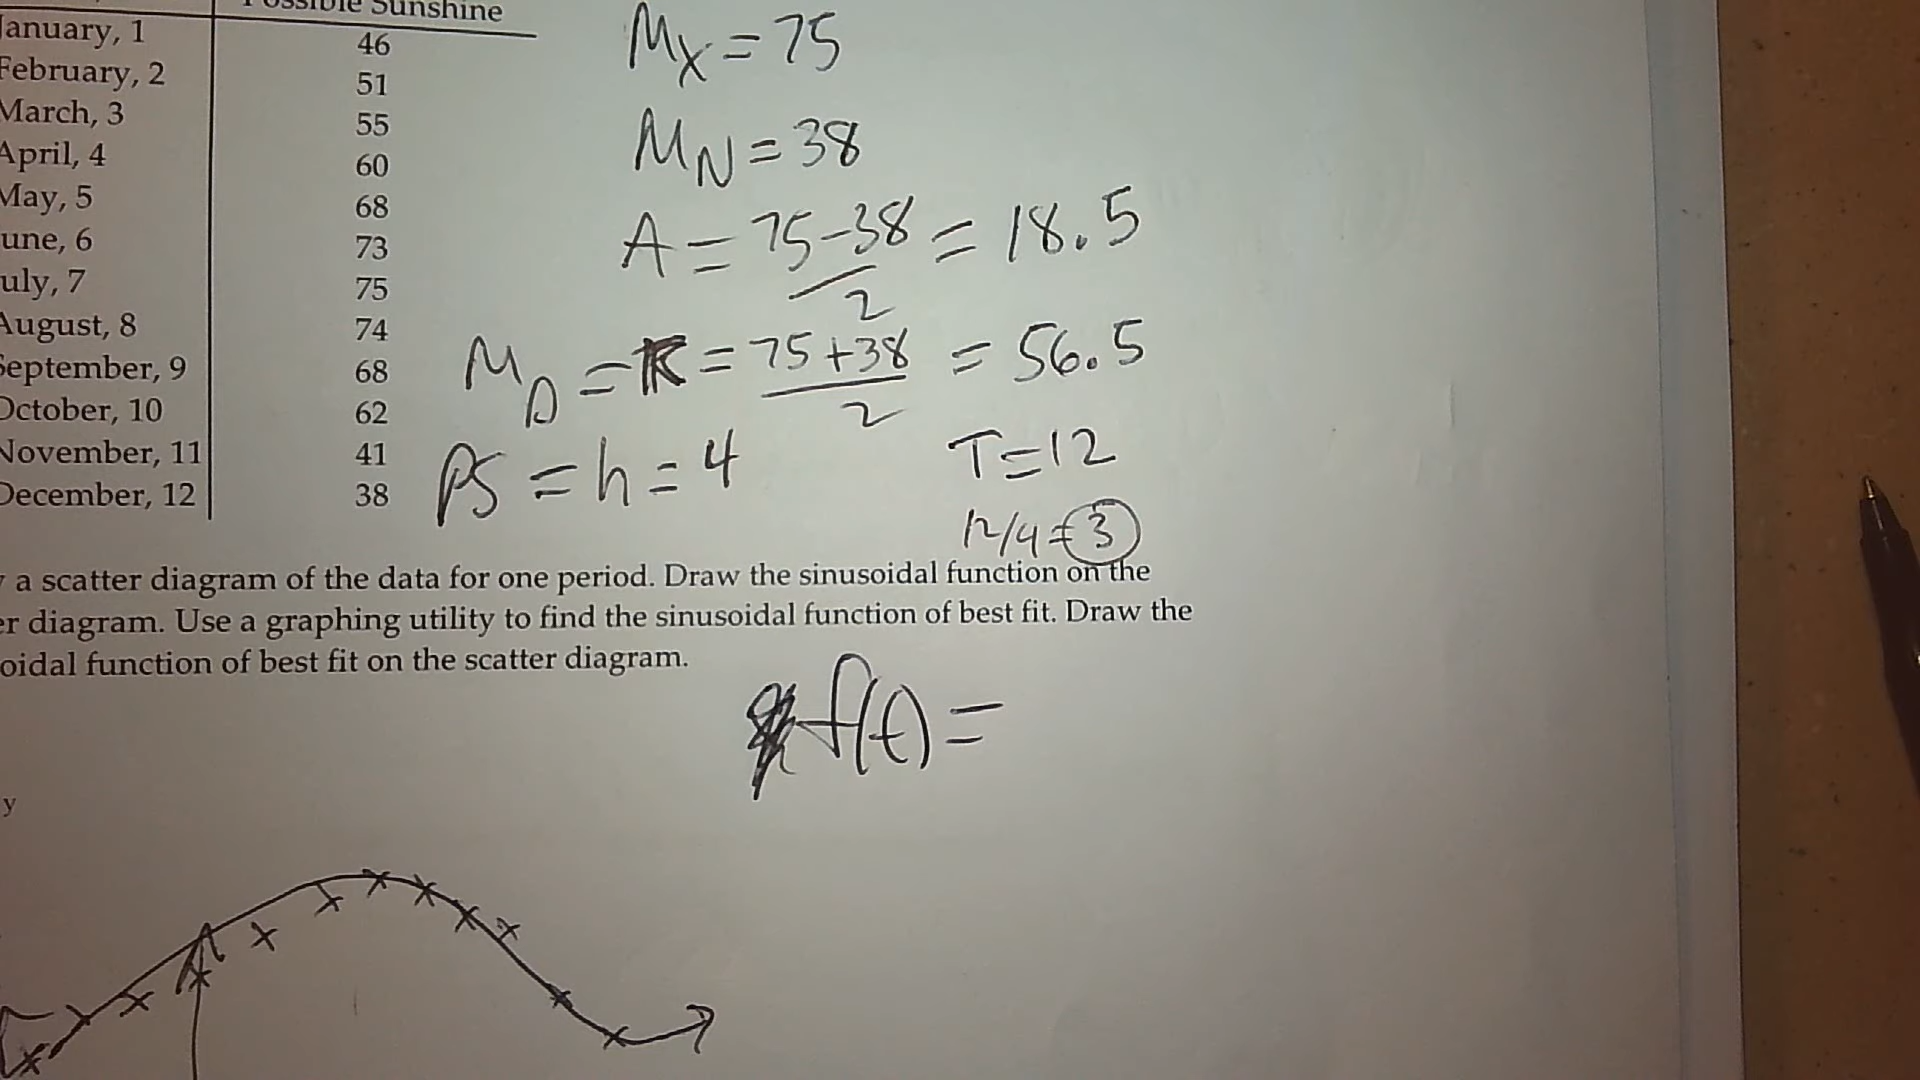 Possible Sunshine
January, 1 46
February, 2 51
March, 3 55
April, 4 60
May, 5 68
une, 6 73
uly, 7 75
August, 8 74
September, 9 68
October, 10 62
November, 11 41
December, 12 38
Mx = 75
MN = 38
A = 75-38/2 = 18.5
MD = K = 75+38/2 = 56.5
PS = h = 4
T=12
12/4 = 3
a scatter diagram of the data for one period. Draw the sinusoidal function on the
er diagram. Use a graphing utility to find the sinusoidal function of best fit. Draw the
oidal function of best fit on the scatter diagram.
f(t) =
y